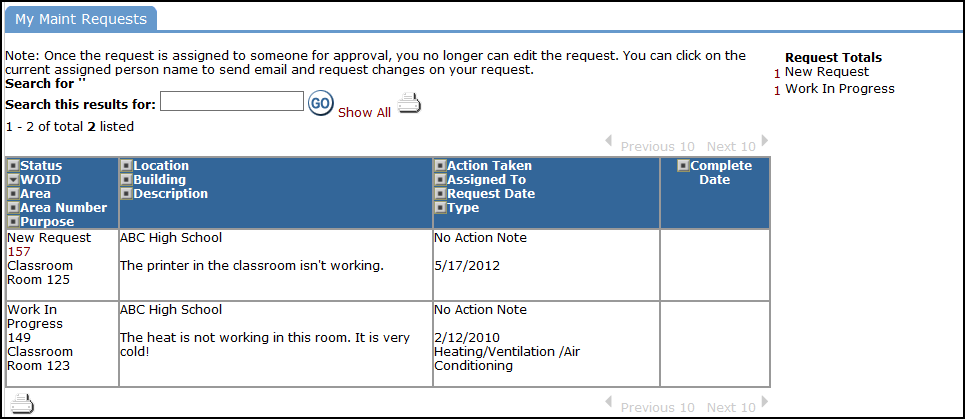 My Maint Requests
Note: Once the request is assigned to someone for approval, you no longer can edit the request. You can click on the
current assigned person name to send email and request changes on your request.
Search for ''
Search this results for: GO Show All
1 - 2 of total 2 listed
Request Totals
1 New Request
1 Work In Progress
Previous 10 Next 10
Status
WOID
Area
Area Number
Purpose
Location
Building
Description
Action Taken
Assigned To
Request Date
Type
Complete
Date
New Request
157
Classroom
Room 125
ABC High School
The printer in the classroom isn't working.
No Action Note
5/17/2012
Work In
Progress
149
Classroom
Room 123
ABC High School
The heat is not working in this room. It is very
cold!
No Action Note
2/12/2010
Heating/Ventilation /Air
Conditioning
Previous 10 Next 10